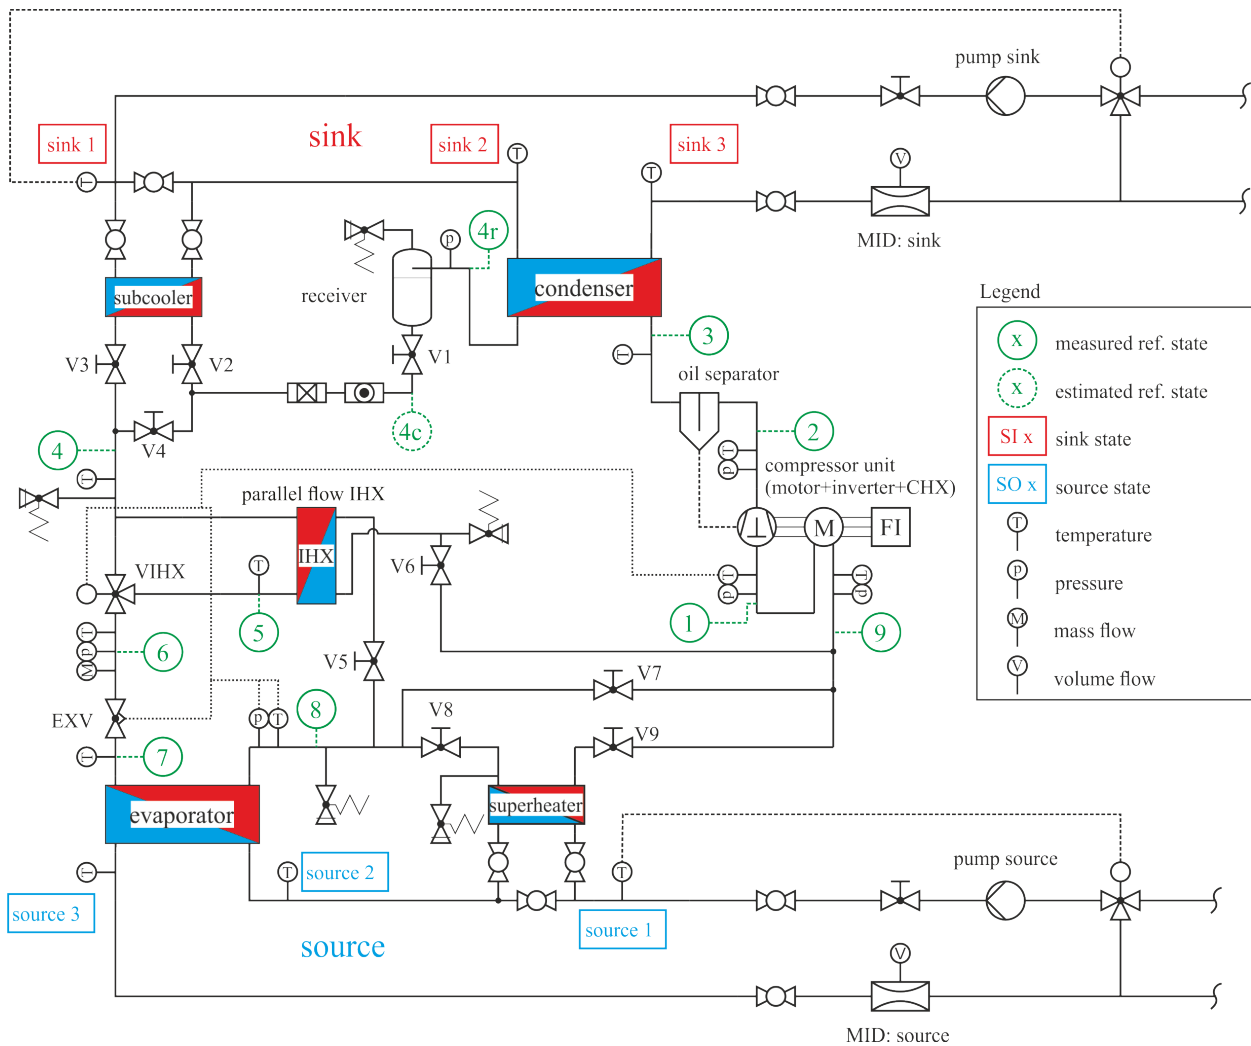 pump sink
sink 1
sink
sink 2
sink 3
T
T
T
V
MID: sink
p
4r
receiver
subcooler
condenser
Legend
x
measured ref. state
x
estimated ref. state
SI x
sink state
SO x
source state
T
temperature
p
pressure
M
mass flow
V
volume flow
3
T
V3
V2
V1
oil separator
4c
2
4
V4
T
p
T
compressor unit
(motor+inverter+CHX)
parallel flow IHX
IHX
M
FI
V6
VIHX
T
T
p
T
p
5
1
9
T
p
M
6
V5
V7
EXV
p
T
8
V8
V9
T
7
evaporator
superheater
T
source 3
T
source 2
T
source 1
pump source
source
V
MID: source